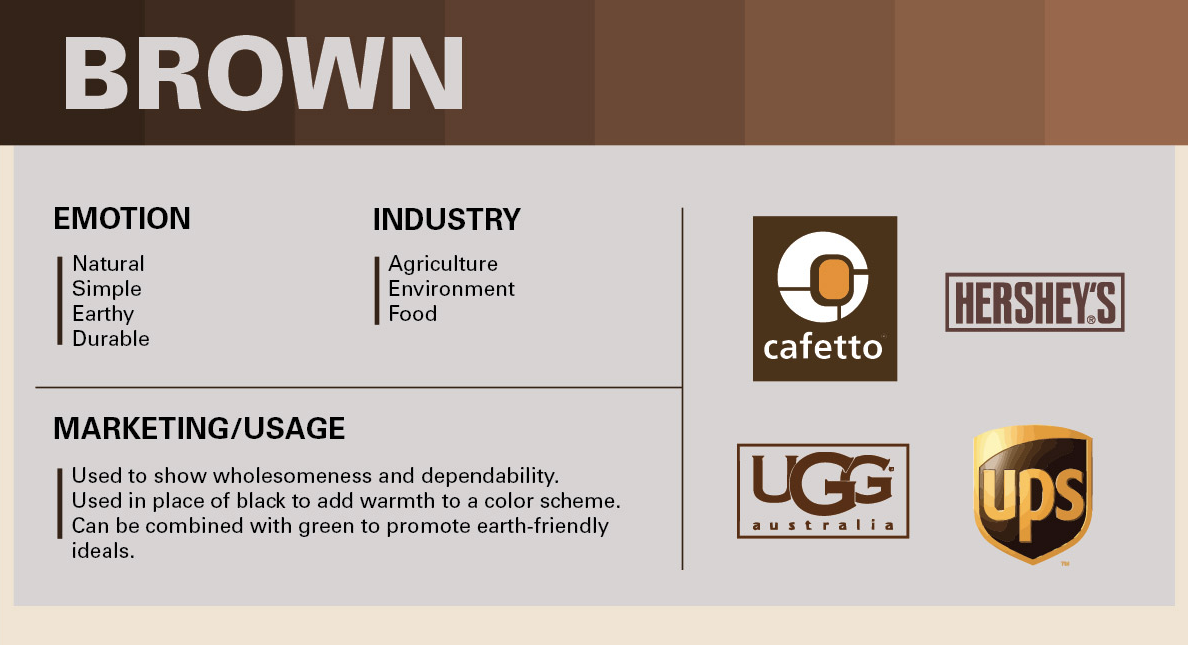 BROWN
EMOTION
Natural
Simple
Earthy
Durable
INDUSTRY
Agriculture
Environment
Food
MARKETING/USAGE
Used to show wholesomeness and dependability.
Used in place of black to add warmth to a color scheme.
Can be combined with green to promote earth-friendly
ideals.
cafetto
HERSHEY'S®
UGG®
australia
ups
™